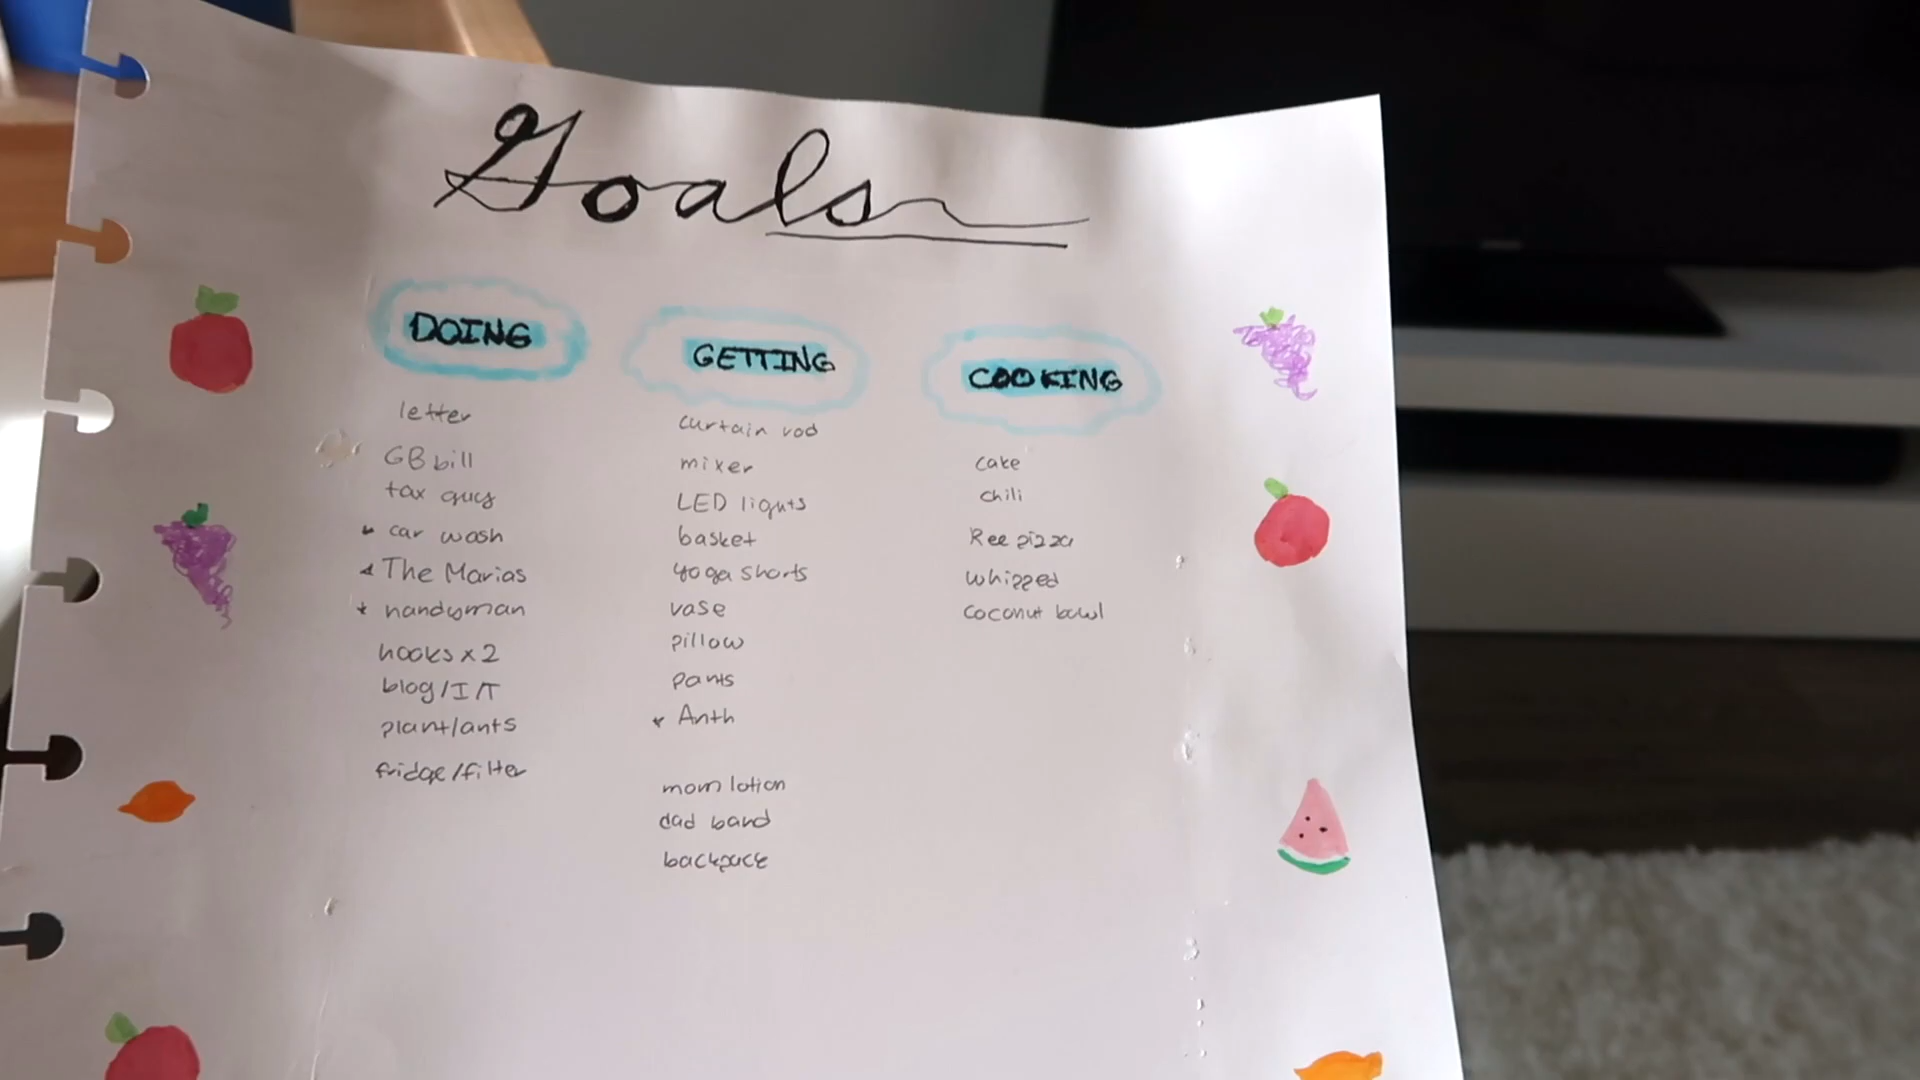 Goals
DOING
letter
GB bill
tax guy
* car wash
* The Marias
* handyman
hooks x 2
blog/I/T
plant/ants
fridge/filter
GETTING
curtain rod
mixer
LED lights
basket
yoga shorts
vase
pillow
pants
* Anth
mom lotion
dad band
backpack
COOKING
cake
chili
Ree pizza
whipped
coconut bowl